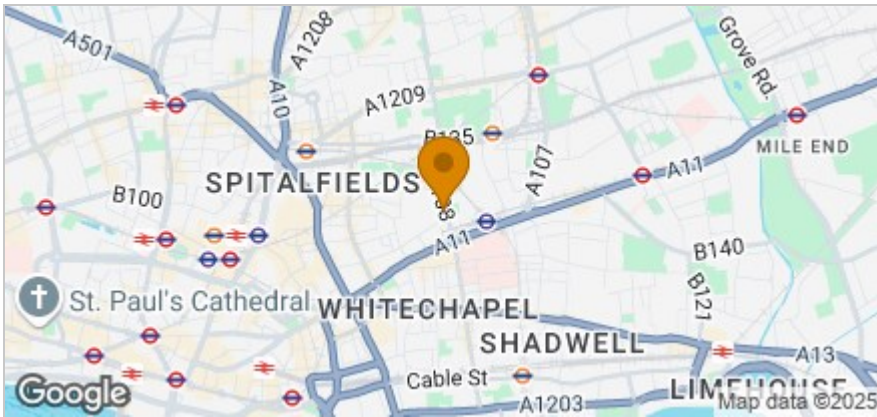 A501
A1208
A10
A1209
Grove Rd.
B135
MILE END
SPITALFIELDS
A107
A11
B100
A11
B140
St. Paul's Cathedral
WHITECHAPEL
B121
SHADWELL
A13
Cable St
LIMEHOUSE
A1203
Google
Map data ©2025